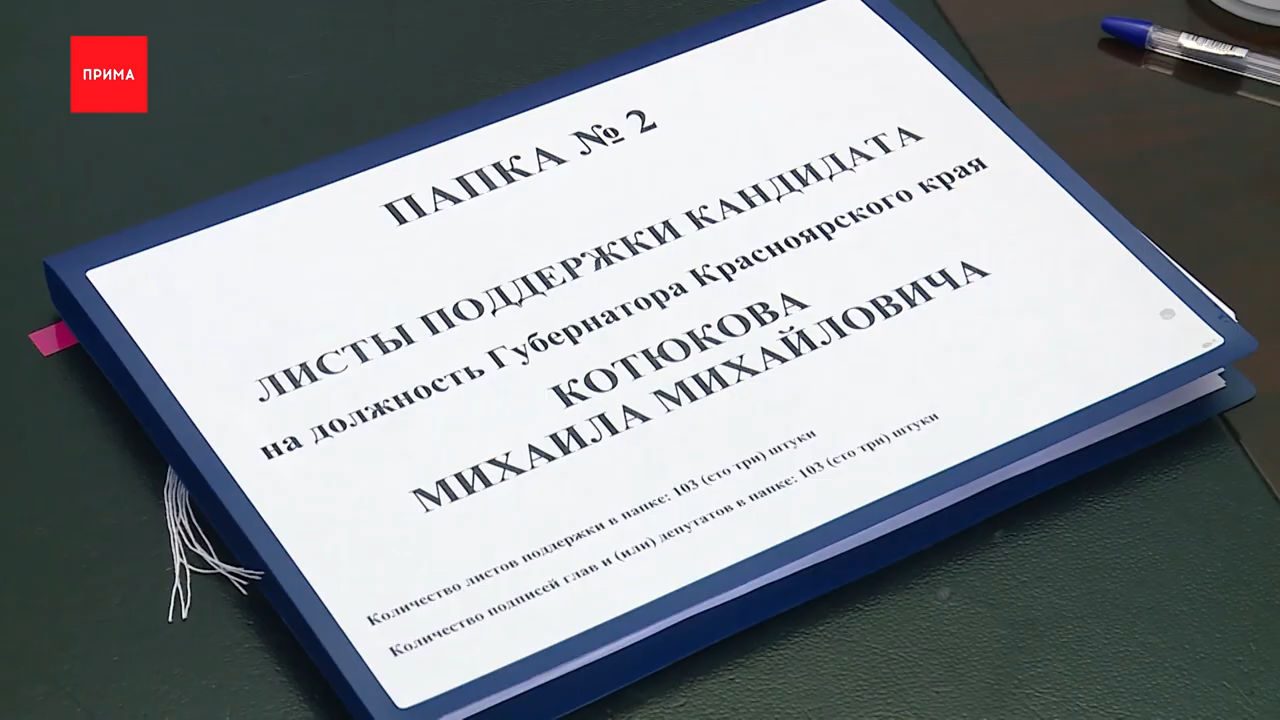 ПРИМА
ПАПКА № 2
ЛИСТЫ ПОДДЕРЖКИ КАНДИДАТА
на должность Губернатора Красноярского края
КОТЮКОВА
МИХАИЛА МИХАЙЛОВИЧА
Количество листов поддержки в папке: 103 (сто три) штуки
Количество подписей глав и (или) депутатов в папке: 103 (сто три) штуки